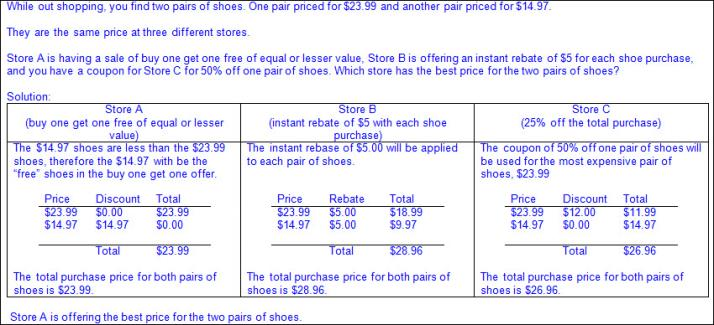 While out shopping, you find two pairs of shoes. One pair priced for $23.99 and another pair priced for $14.97.
They are the same price at three different stores.
Store A is having a sale of buy one get one free of equal or lesser value, Store B is offering an instant rebate of $5 for each shoe purchase,
and you have a coupon for Store C for 50% off one pair of shoes. Which store has the best price for the two pairs of shoes?
Solution:
Store A
(buy one get one free of equal or lesser
value)
Store B
(instant rebate of $5 with each shoe
purchase)
Store C
(25% off the total purchase)
The $14.97 shoes are less than the $23.99
shoes, therefore the $14.97 with be the
“free” shoes in the buy one get one offer.
Price Discount Total
$23.99 $0.00 $23.99
$14.97 $14.97 $0.00
Total $23.99
The total purchase price for both pairs of
shoes is $23.99.
The instant rebase of $5.00 will be applied
to each pair of shoes.
Price Rebate Total
$23.99 $5.00 $18.99
$14.97 $5.00 $9.97
Total $28.96
The total purchase price for both pairs of
shoes is $28.96.
The coupon of 50% off one pair of shoes will
be used for the most expensive pair of
shoes, $23.99
Price Discount Total
$23.99 $12.00 $11.99
$14.97 $0.00 $14.97
Total $26.96
The total purchase price for both pairs of
shoes is $26.96.
Store A is offering the best price for the two pairs of shoes.